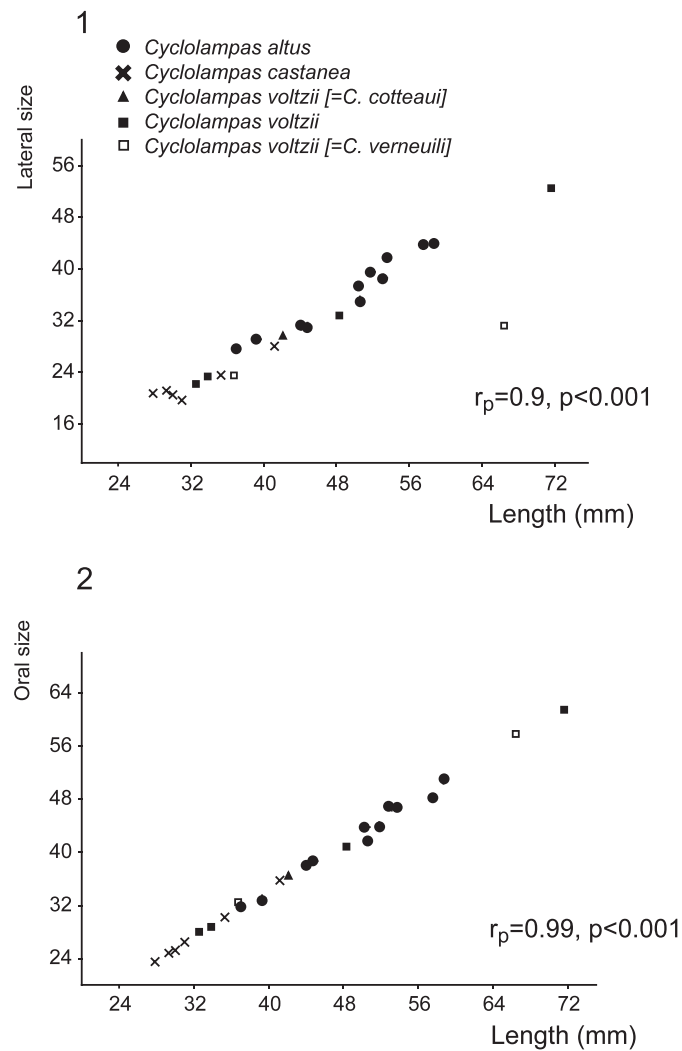 1
Cyclolampas altus
Cyclolampas castanea
Cyclolampas voltzii [=C. cotteaui]
Cyclolampas voltzii
Cyclolampas voltzii [=C. verneuili]
Lateral size
56
48
40
32
24
16
rp=0.9, p<0.001
24 32 40 48 56 64 72
Length (mm)
2
Oral size
64
56
48
40
32
24
rp=0.99, p<0.001
24 32 40 48 56 64 72
Length (mm)